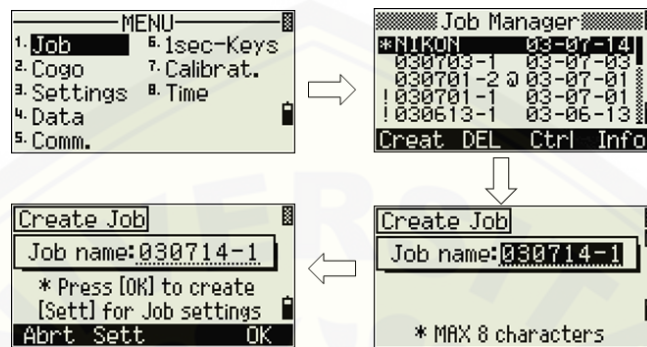 MENU
1. Job
2. Cogo
3. Settings
4. Data
5. Comm.
6. 1sec-Keys
7. Calibrat.
8. Time
Job Manager
*NIKON 03-07-14
030703-1 03-07-03
030701-2 @ 03-07-01
!030701-1 03-07-01
!030613-1 03-06-13
Creat DEL Ctrl Info
Create Job
Job name:030714-1
* MAX 8 characters
Create Job
Job name:030714-1
* Press [OK] to create
[Sett] for Job settings
Abrt Sett OK